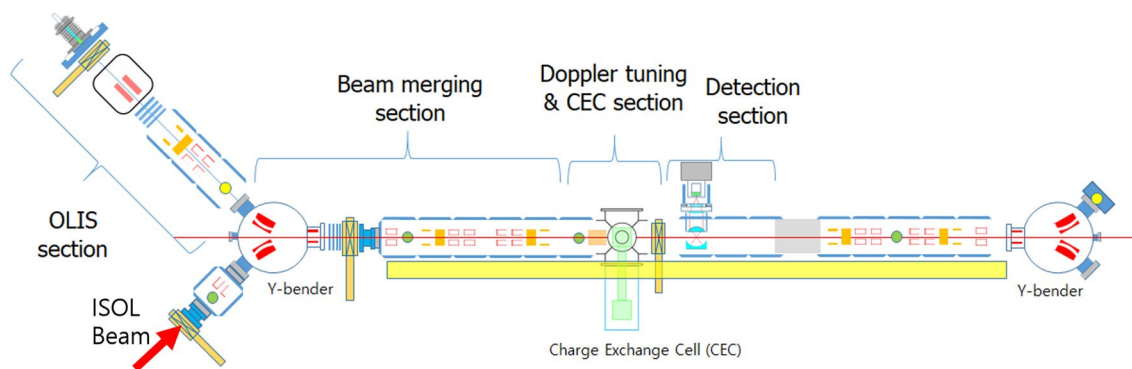 Beam merging
section
Doppler tuning
& CEC section
Detection
section
OLIS
section
ISOL
Beam
Y-bender
Y-bender
Charge Exchange Cell (CEC)